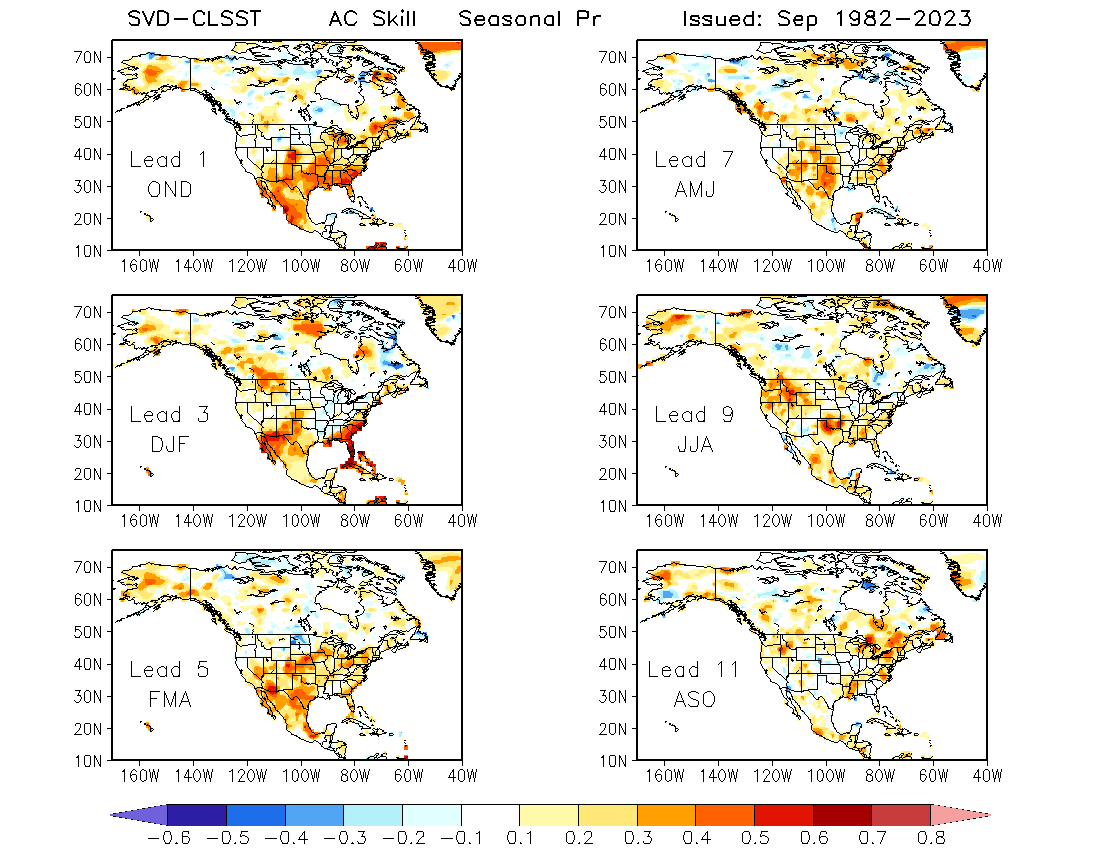 SVD−CLSST AC Skill Seasonal Pr Issued: Sep 1982−2023
70N
60N
50N
40N
30N
20N
10N
Lead 1
OND
160W 140W 120W 100W 80W 60W 40W
70N
60N
50N
40N
30N
20N
10N
Lead 7
AMJ
160W 140W 120W 100W 80W 60W 40W
70N
60N
50N
40N
30N
20N
10N
Lead 3
DJF
160W 140W 120W 100W 80W 60W 40W
70N
60N
50N
40N
30N
20N
10N
Lead 9
JJA
160W 140W 120W 100W 80W 60W 40W
70N
60N
50N
40N
30N
20N
10N
Lead 5
FMA
160W 140W 120W 100W 80W 60W 40W
70N
60N
50N
40N
30N
20N
10N
Lead 11
ASO
160W 140W 120W 100W 80W 60W 40W
−0.6 −0.5 −0.4 −0.3 −0.2 −0.1 0.1 0.2 0.3 0.4 0.5 0.6 0.7 0.8